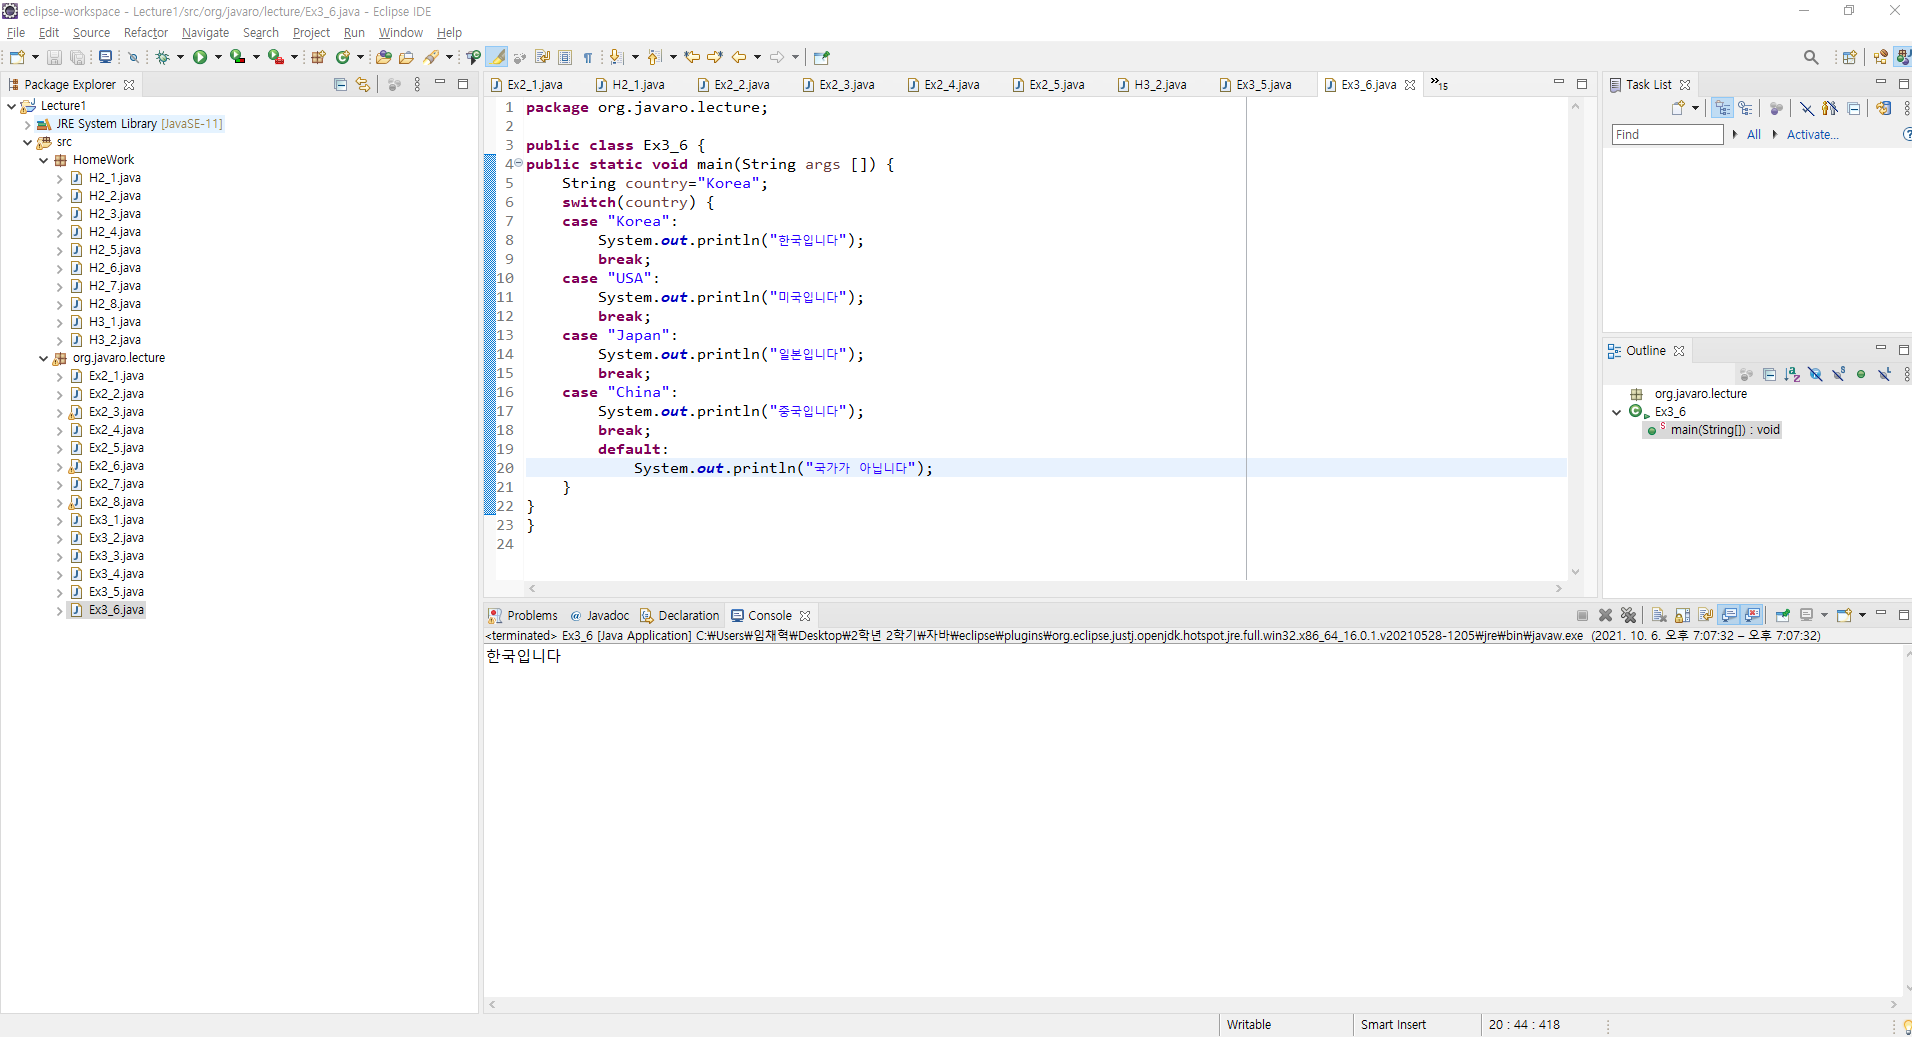 eclipse-workspace - Lecture1/src/org/javaro/lecture/Ex3_6.java - Eclipse IDE
File Edit Source Refactor Navigate Search Project Run Window Help
Package Explorer
Lecture1
JRE System Library [JavaSE-11]
src
HomeWork
H2_1.java
H2_2.java
H2_3.java
H2_4.java
H2_5.java
H2_6.java
H2_7.java
H2_8.java
H3_1.java
H3_2.java
org.javaro.lecture
Ex2_1.java
Ex2_2.java
Ex2_3.java
Ex2_4.java
Ex2_5.java
Ex2_6.java
Ex2_7.java
Ex2_8.java
Ex3_1.java
Ex3_2.java
Ex3_3.java
Ex3_4.java
Ex3_5.java
Ex3_6.java
Ex2_1.java H2_1.java Ex2_2.java Ex2_3.java Ex2_4.java Ex2_5.java H3_2.java Ex3_5.java Ex3_6.java »15
1 package org.javaro.lecture;
2
3 public class Ex3_6 {
4 public static void main(String args []) {
5 String country="Korea";
6 switch(country) {
7 case "Korea":
8 System.out.println("한국입니다");
9 break;
10 case "USA":
11 System.out.println("미국입니다");
12 break;
13 case "Japan":
14 System.out.println("일본입니다");
15 break;
16 case "China":
17 System.out.println("중국입니다");
18 break;
19 default:
20 System.out.println("국가가 아닙니다");
21 }
22 }
23 }
24
Task List
Find All Activate...
Outline
org.javaro.lecture
Ex3_6
main(String[]) : void
Problems Javadoc Declaration Console
<terminated> Ex3_6 [Java Application] C:₩Users₩임채혁₩Desktop₩2학년 2학기₩자바₩eclipse₩plugins₩org.eclipse.justj.openjdk.hotspot.jre.full.win32.x86_64_16.0.1.v20210528-1205₩jre₩bin₩javaw.exe (2021. 10. 6. 오후 7:07:32 – 오후 7:07:32)
한국입니다
Writable Smart Insert 20 : 44 : 418